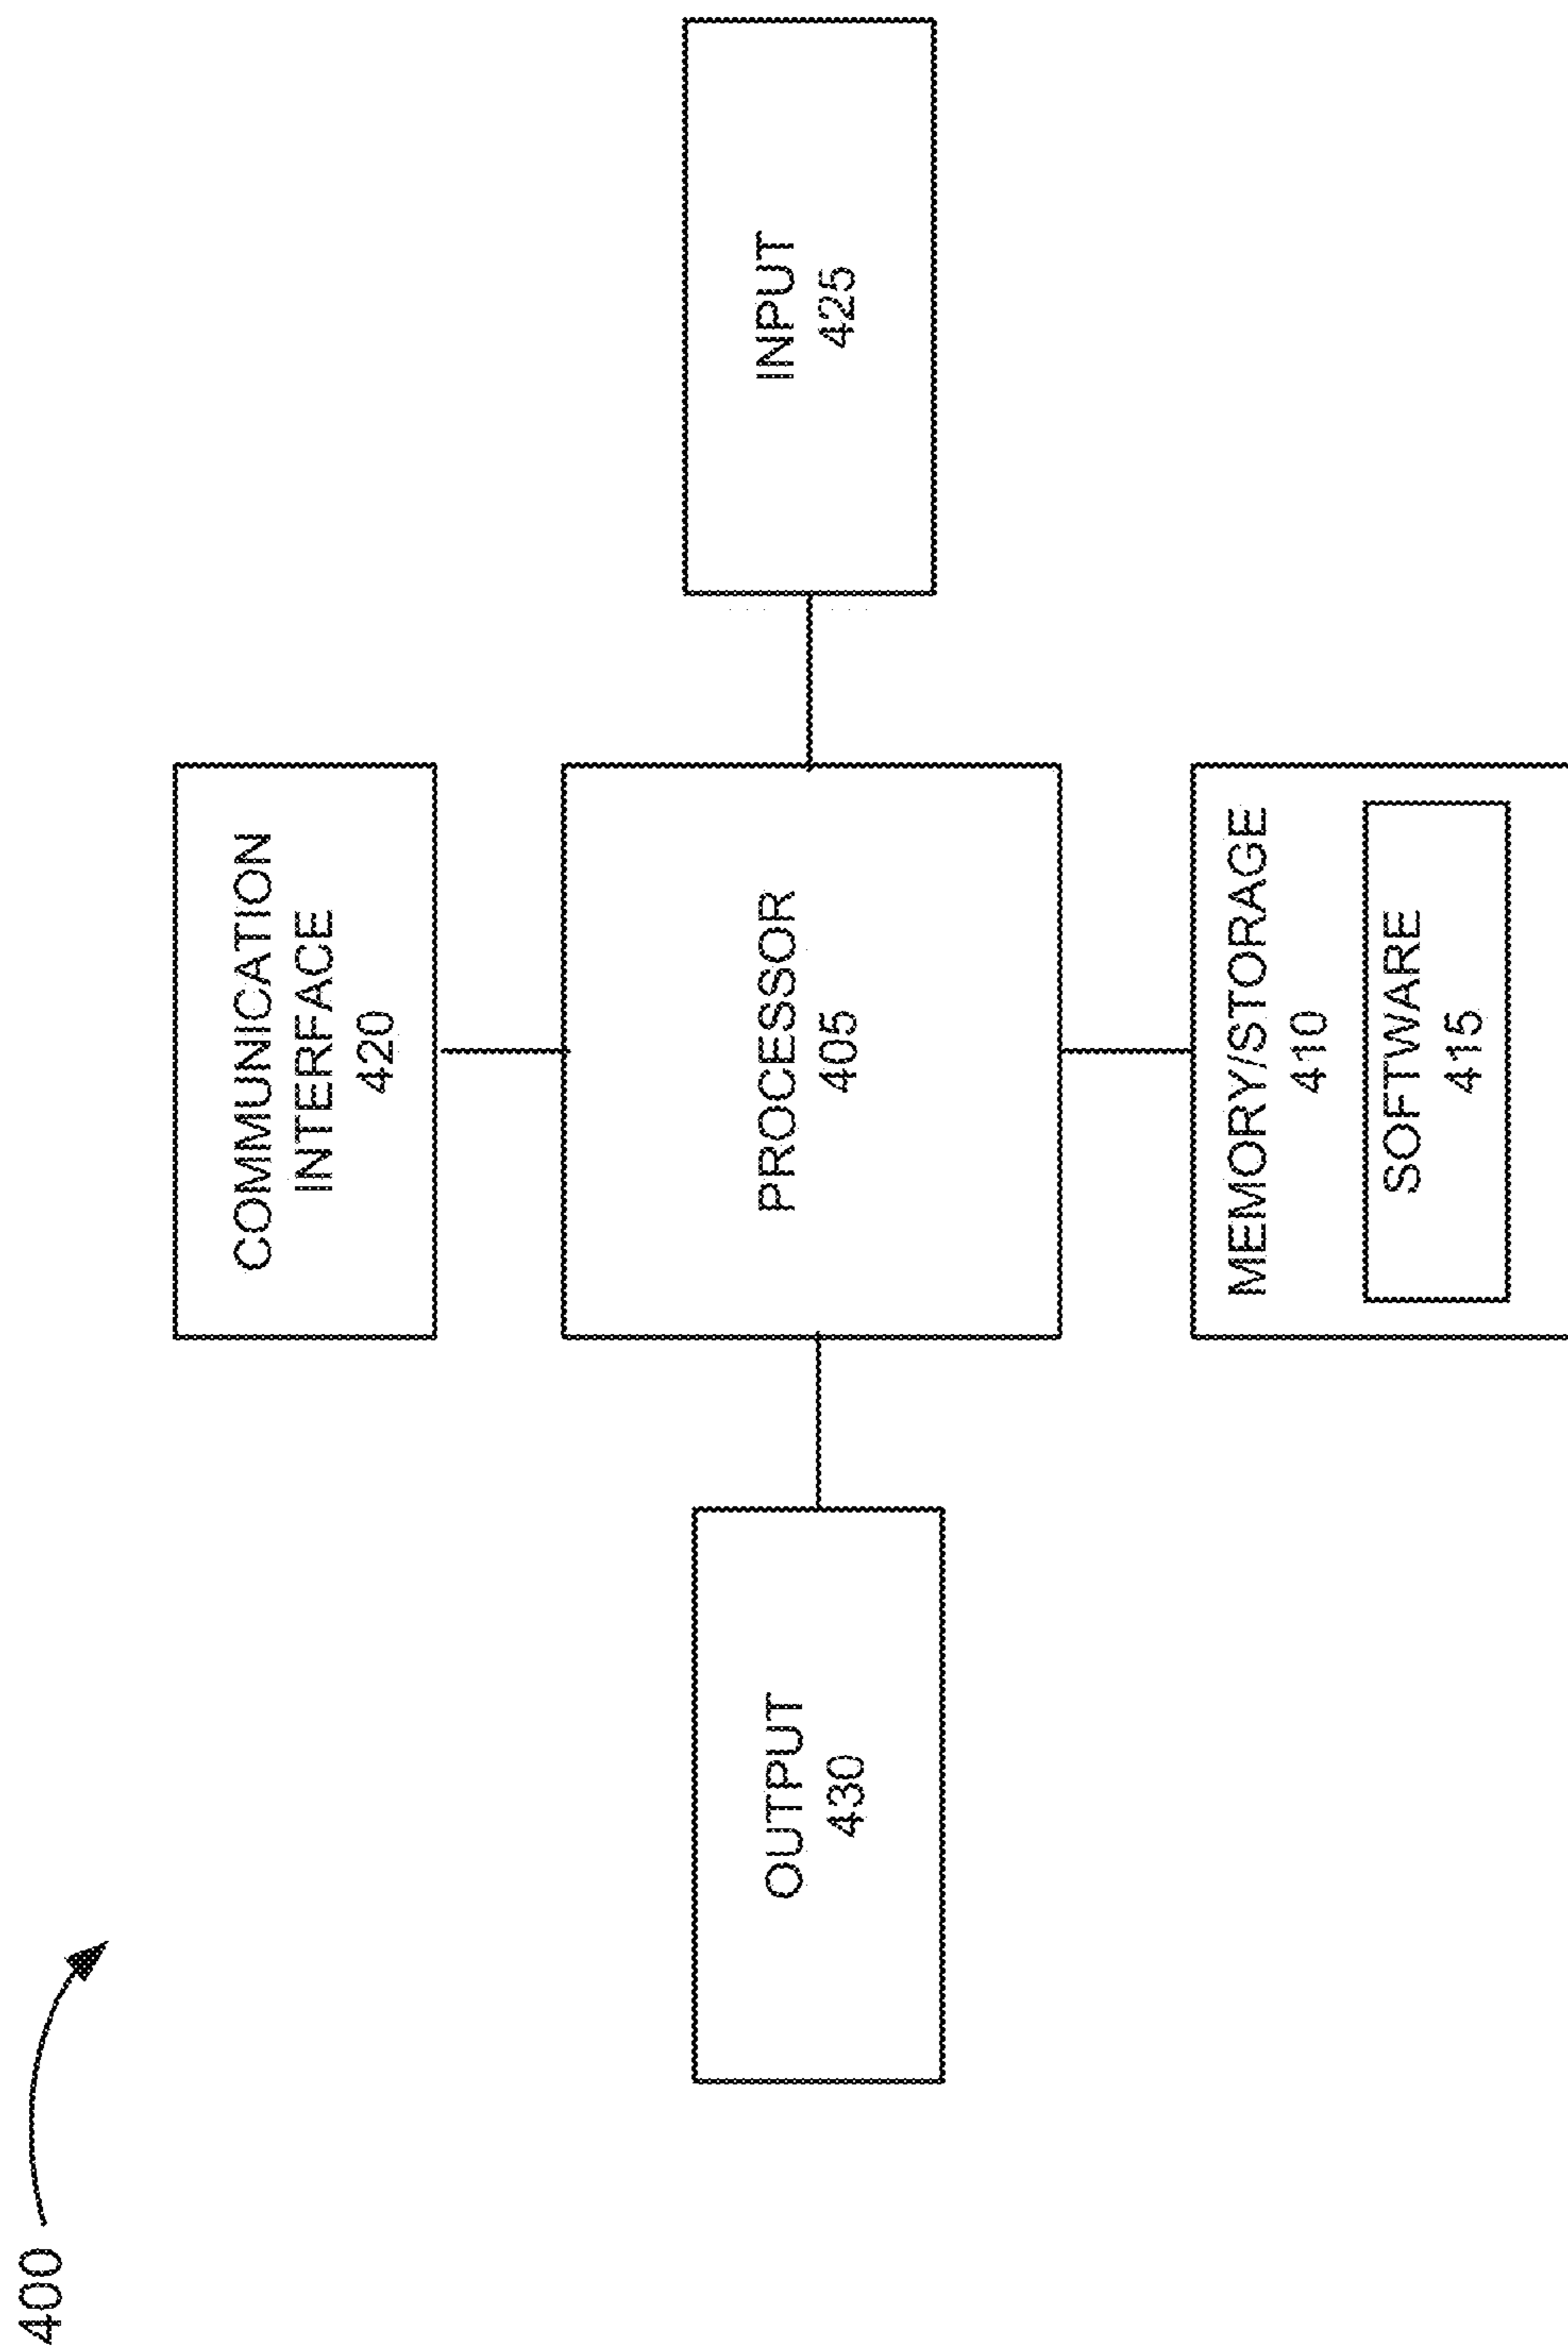 400
COMMUNICATION
INTERFACE
420
OUTPUT
430
PROCESSOR
405
INPUT
425
MEMORY/STORAGE
410
SOFTWARE
415